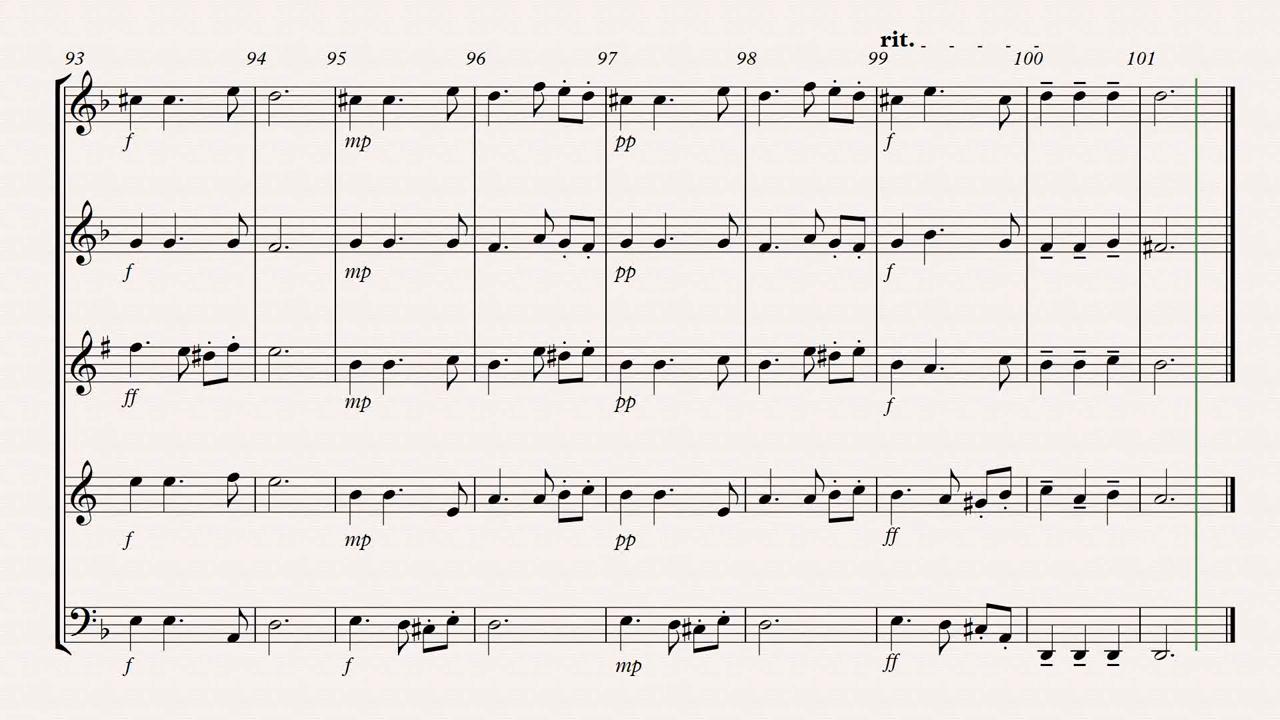 rit.
93 94 95 96 97 98 99 100 101
f mp pp f
f mp pp f
ff mp pp f
f mp pp ff
f f mp ff